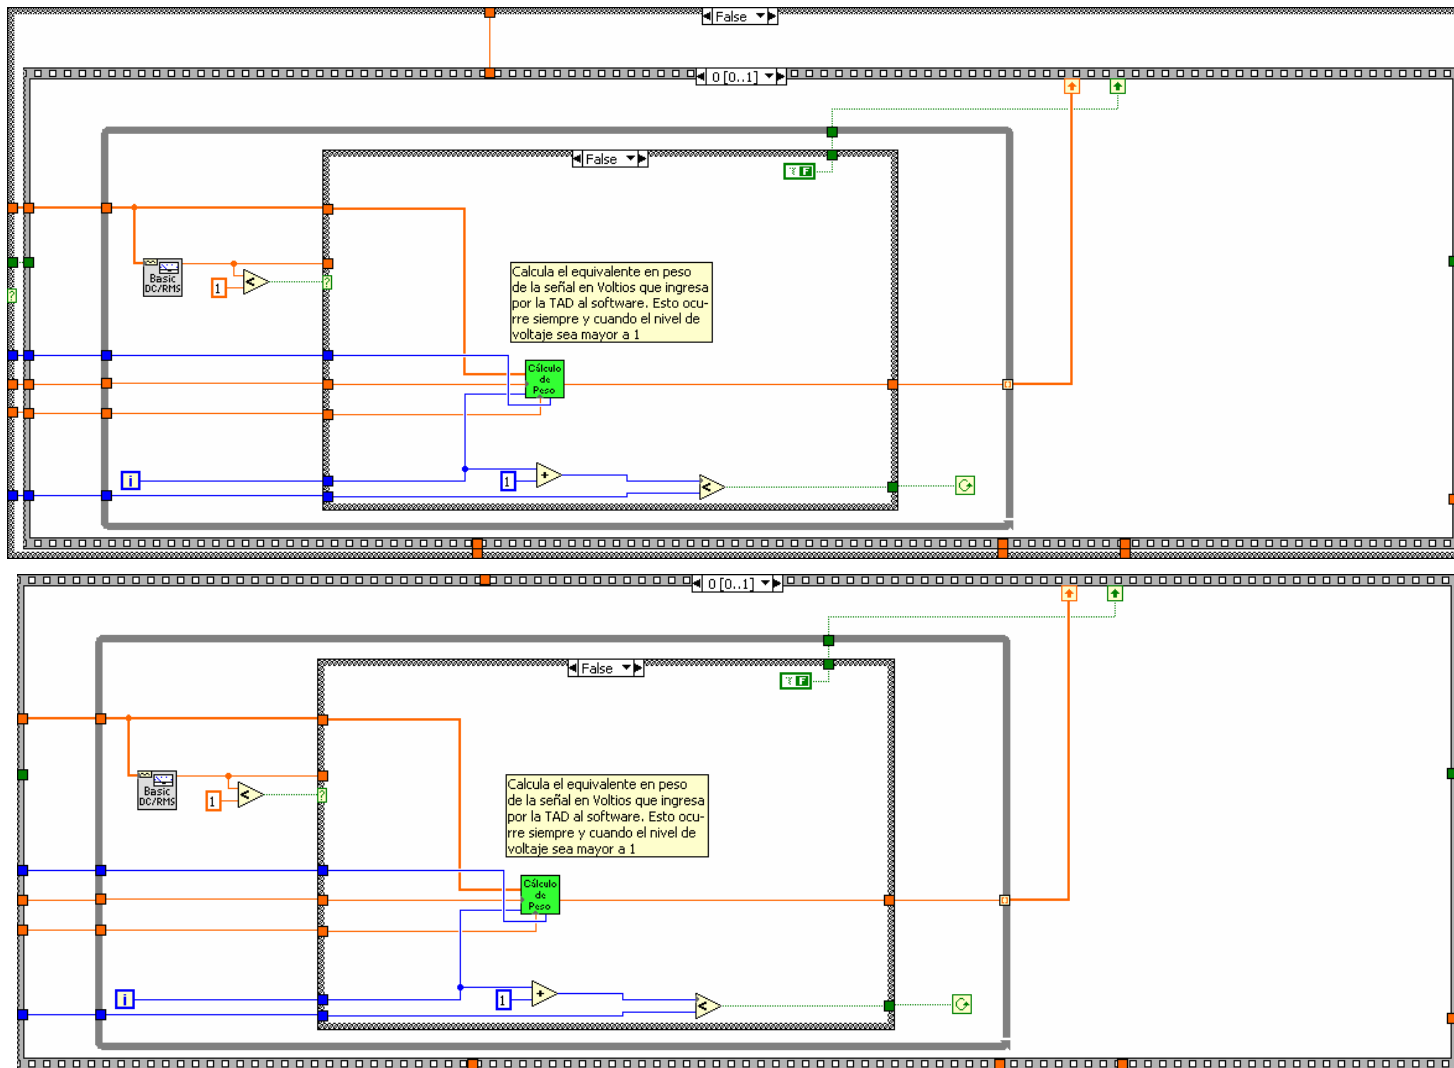 False
0 [0..1]
False
F
Basic
DC/RMS
1
Calcula el equivalente en peso
de la señal en Voltios que ingresa
por la TAD al software. Esto ocu-
rre siempre y cuando el nivel de
voltaje sea mayor a 1
?
?
Cálculo
de
Peso
i
1
+
<
<
0 [0..1]
False
F
Basic
DC/RMS
1
<
?
Calcula el equivalente en peso
de la señal en Voltios que ingresa
por la TAD al software. Esto ocu-
rre siempre y cuando el nivel de
voltaje sea mayor a 1
Cálculo
de
Peso
i
1
+
<